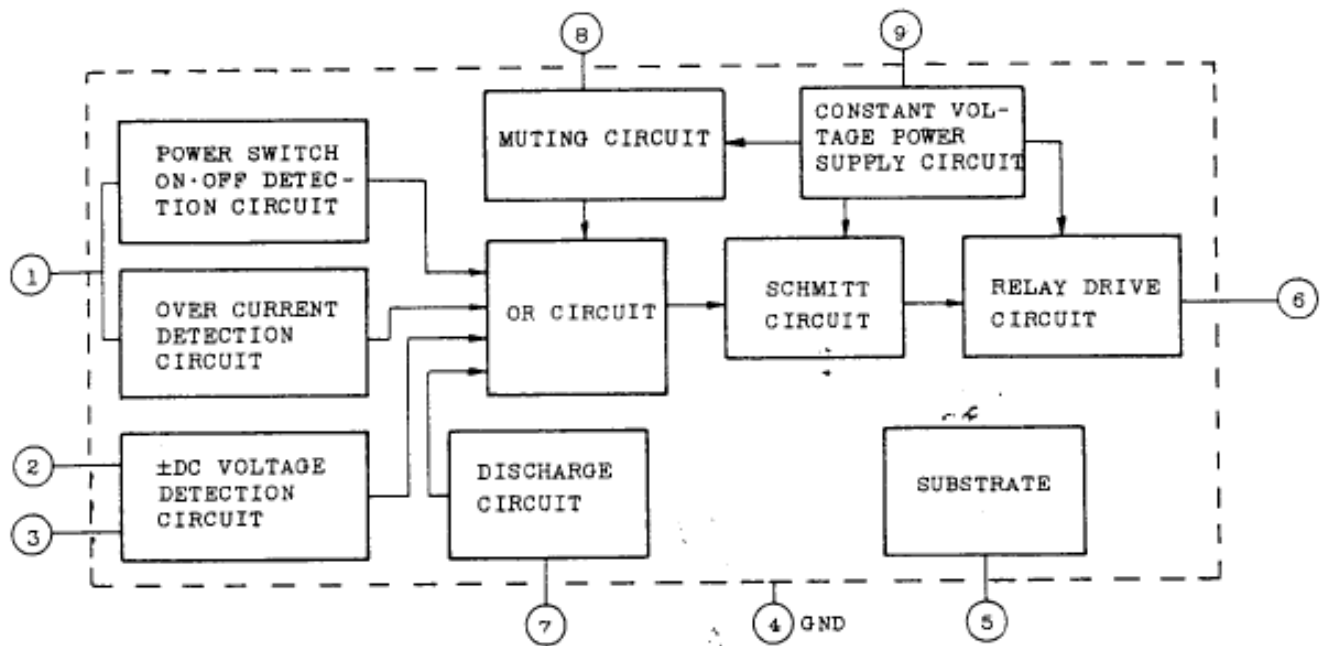 8
9
MUTING CIRCUIT
CONSTANT VOL-
TAGE POWER
SUPPLY CIRCUIT
POWER SWITCH
ON·OFF DETEC-
TION CIRCUIT
1
OVER CURRENT
DETECTION
CIRCUIT
OR CIRCUIT
SCHMITT
CIRCUIT
RELAY DRIVE
CIRCUIT
6
2
3
±DC VOLTAGE
DETECTION
CIRCUIT
DISCHARGE
CIRCUIT
SUBSTRATE
7
4 GND
5